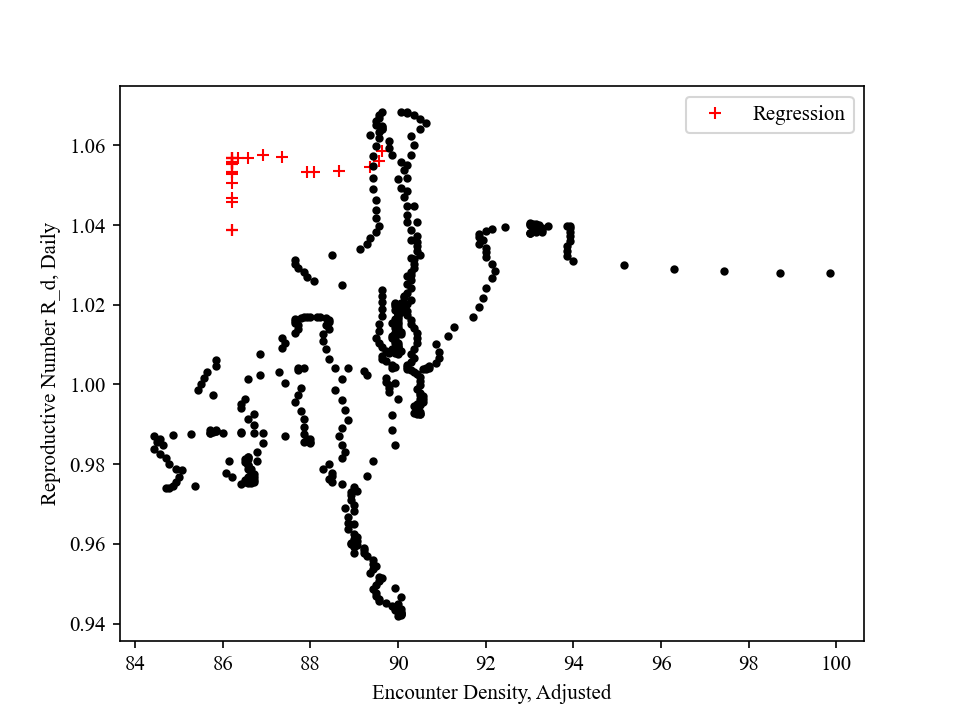 Regression
1.06
1.04
1.02
1.00
0.98
0.96
0.94
Reproductive Number R_d, Daily
84 86 88 90 92 94 96 98 100
Encounter Density, Adjusted